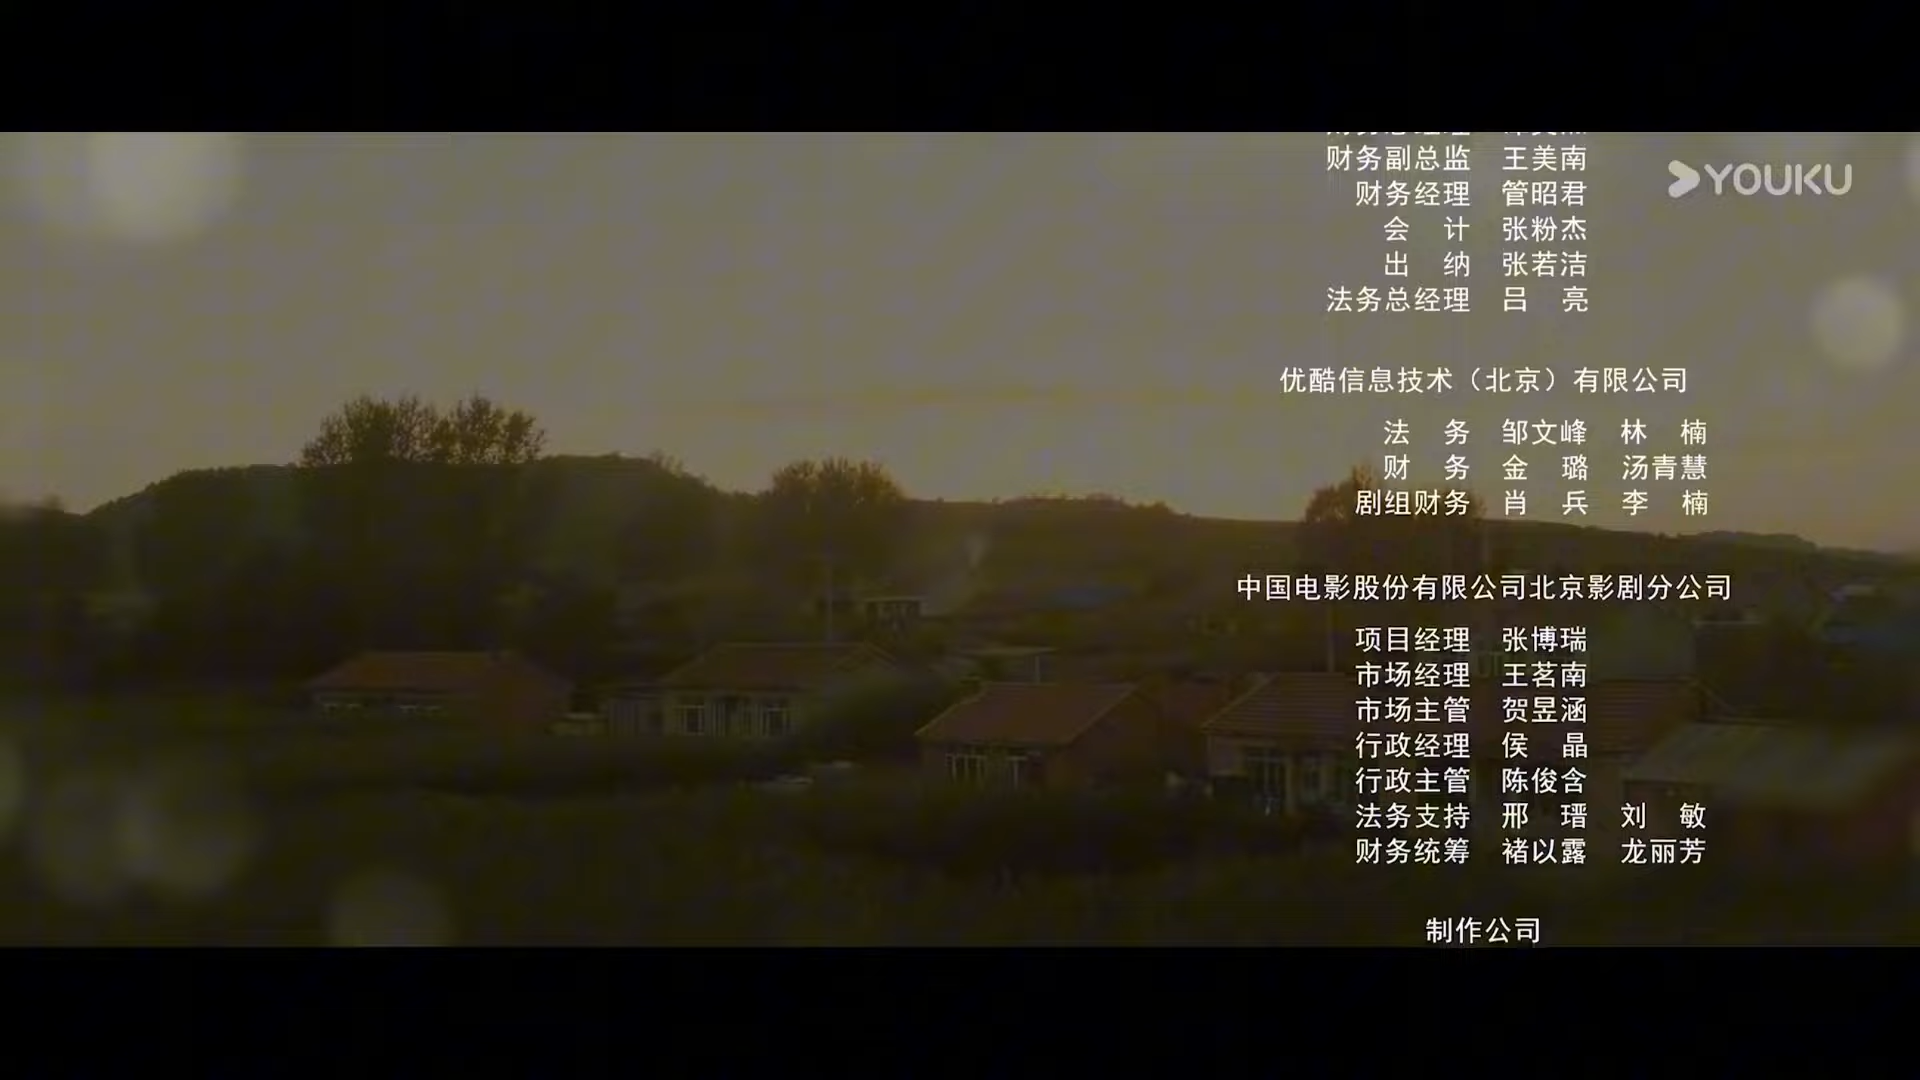 财务副总监 王美南
YOUKU
财务经理 管昭君
会 计 张粉杰
出 纳 张若洁
法务总经理 吕 亮
优酷信息技术（北京）有限公司
法 务 邹文峰 林 楠
财 务 金 璐 汤青慧
剧组财务 肖 兵 李 楠
中国电影股份有限公司北京影剧分公司
项目经理 张博瑞
市场经理 王茗南
市场主管 贺昱涵
行政经理 侯 晶
行政主管 陈俊含
法务支持 邢 瑨 刘 敏
财务统筹 褚以露 龙丽芳
制作公司